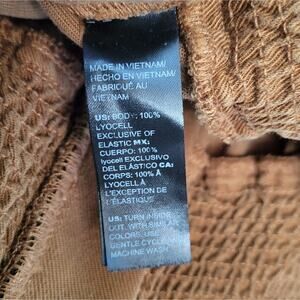 MADE IN VIETNAM/
HECHO EN VIETNAM/
FABRIQUÉ AU
VIETNAM
US: BODY: 100%
LYOCELL
EXCLUSIVE OF
ELASTIC MX:
CUERPO: 100%
lyocell EXCLUSIVO
DEL ELÁSTICO CA:
CORPS: 100% Â
LYOCELL À
L'EXCLUSION DE
L'ÉLASTIQUE
US: TURN INSIDE
OUT, WITH SIMILAR
COLORS, USE
GENTLE CYCLE
MACHINE WASH